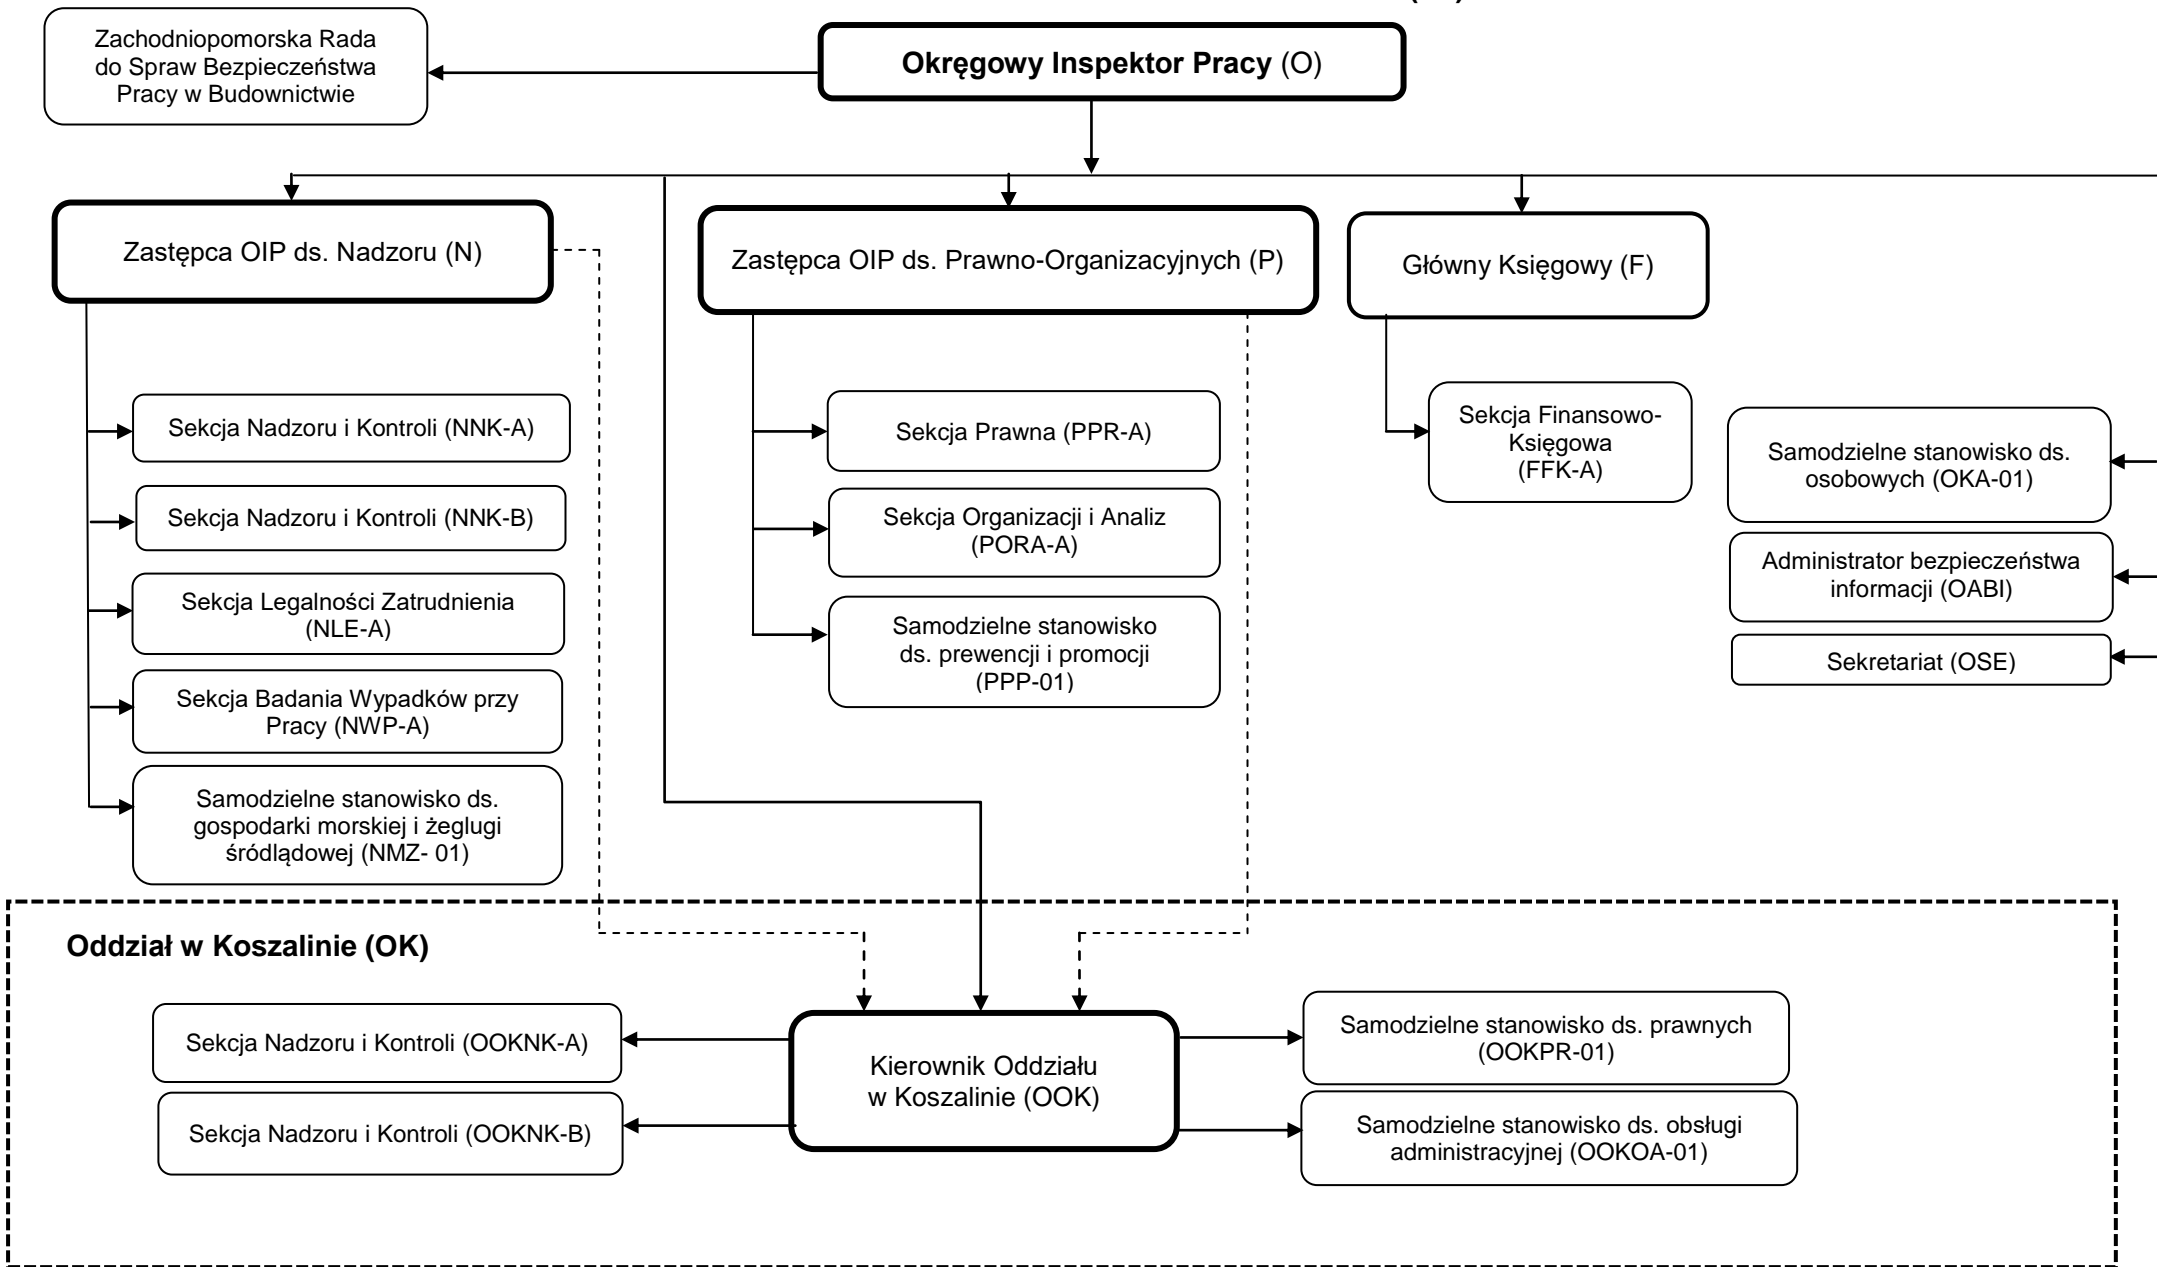 Zachodniopomorska Rada
do Spraw Bezpieczeństwa
Pracy w Budownictwie
Okręgowy Inspektor Pracy (O)
Zastępca OIP ds. Nadzoru (N)
Zastępca OIP ds. Prawno-Organizacyjnych (P)
Główny Księgowy (F)
Sekcja Nadzoru i Kontroli (NNK-A)
Sekcja Nadzoru i Kontroli (NNK-B)
Sekcja Legalności Zatrudnienia
(NLE-A)
Sekcja Badania Wypadków przy
Pracy (NWP-A)
Samodzielne stanowisko ds.
gospodarki morskiej i żeglugi
śródlądowej (NMZ- 01)
Sekcja Prawna (PPR-A)
Sekcja Organizacji i Analiz
(PORA-A)
Samodzielne stanowisko
ds. prewencji i promocji
(PPP-01)
Sekcja Finansowo-
Księgowa
(FFK-A)
Samodzielne stanowisko ds.
osobowych (OKA-01)
Administrator bezpieczeństwa
informacji (OABI)
Sekretariat (OSE)
Oddział w Koszalinie (OK)
Sekcja Nadzoru i Kontroli (OOKNK-A)
Sekcja Nadzoru i Kontroli (OOKNK-B)
Kierownik Oddziału
w Koszalinie (OOK)
Samodzielne stanowisko ds. prawnych
(OOKPR-01)
Samodzielne stanowisko ds. obsługi
administracyjnej (OOKOA-01)